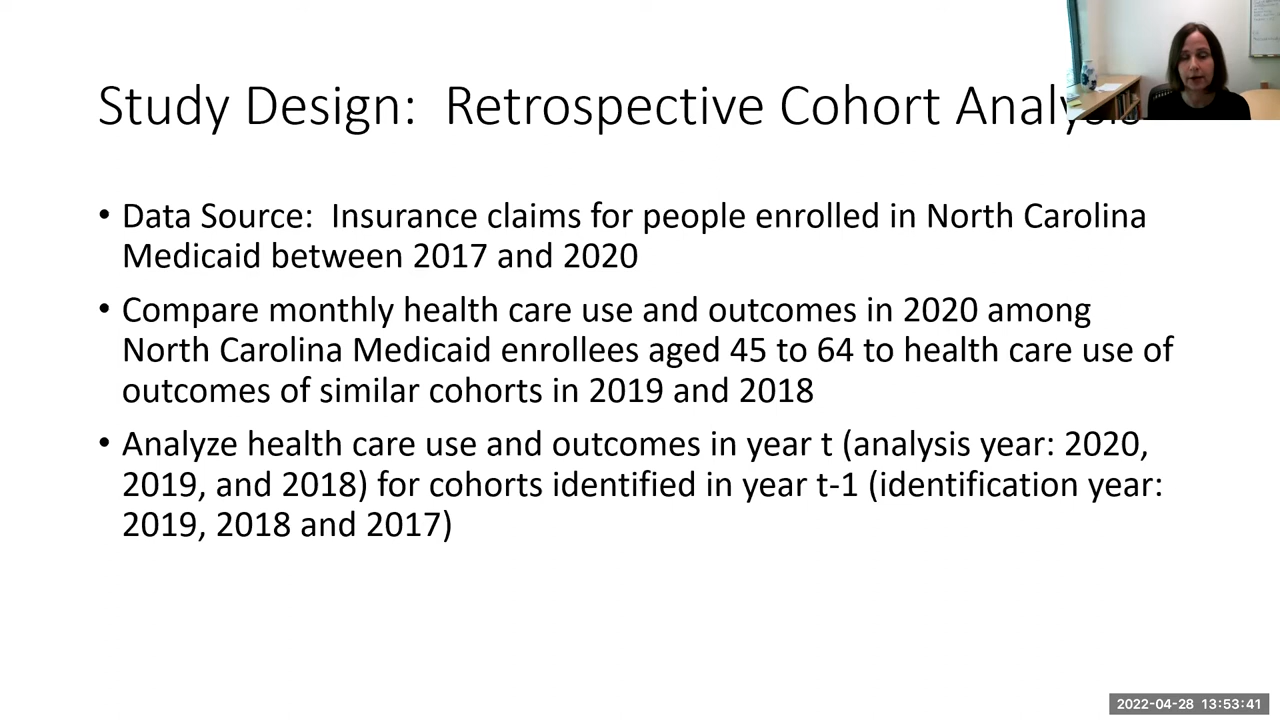 Study Design:  Retrospective Cohort Analysis
• Data Source:  Insurance claims for people enrolled in North Carolina
Medicaid between 2017 and 2020
• Compare monthly health care use and outcomes in 2020 among
North Carolina Medicaid enrollees aged 45 to 64 to health care use of
outcomes of similar cohorts in 2019 and 2018
• Analyze health care use and outcomes in year t (analysis year: 2020,
2019, and 2018) for cohorts identified in year t-1 (identification year:
2019, 2018 and 2017)
2022-04-28 13:53:41